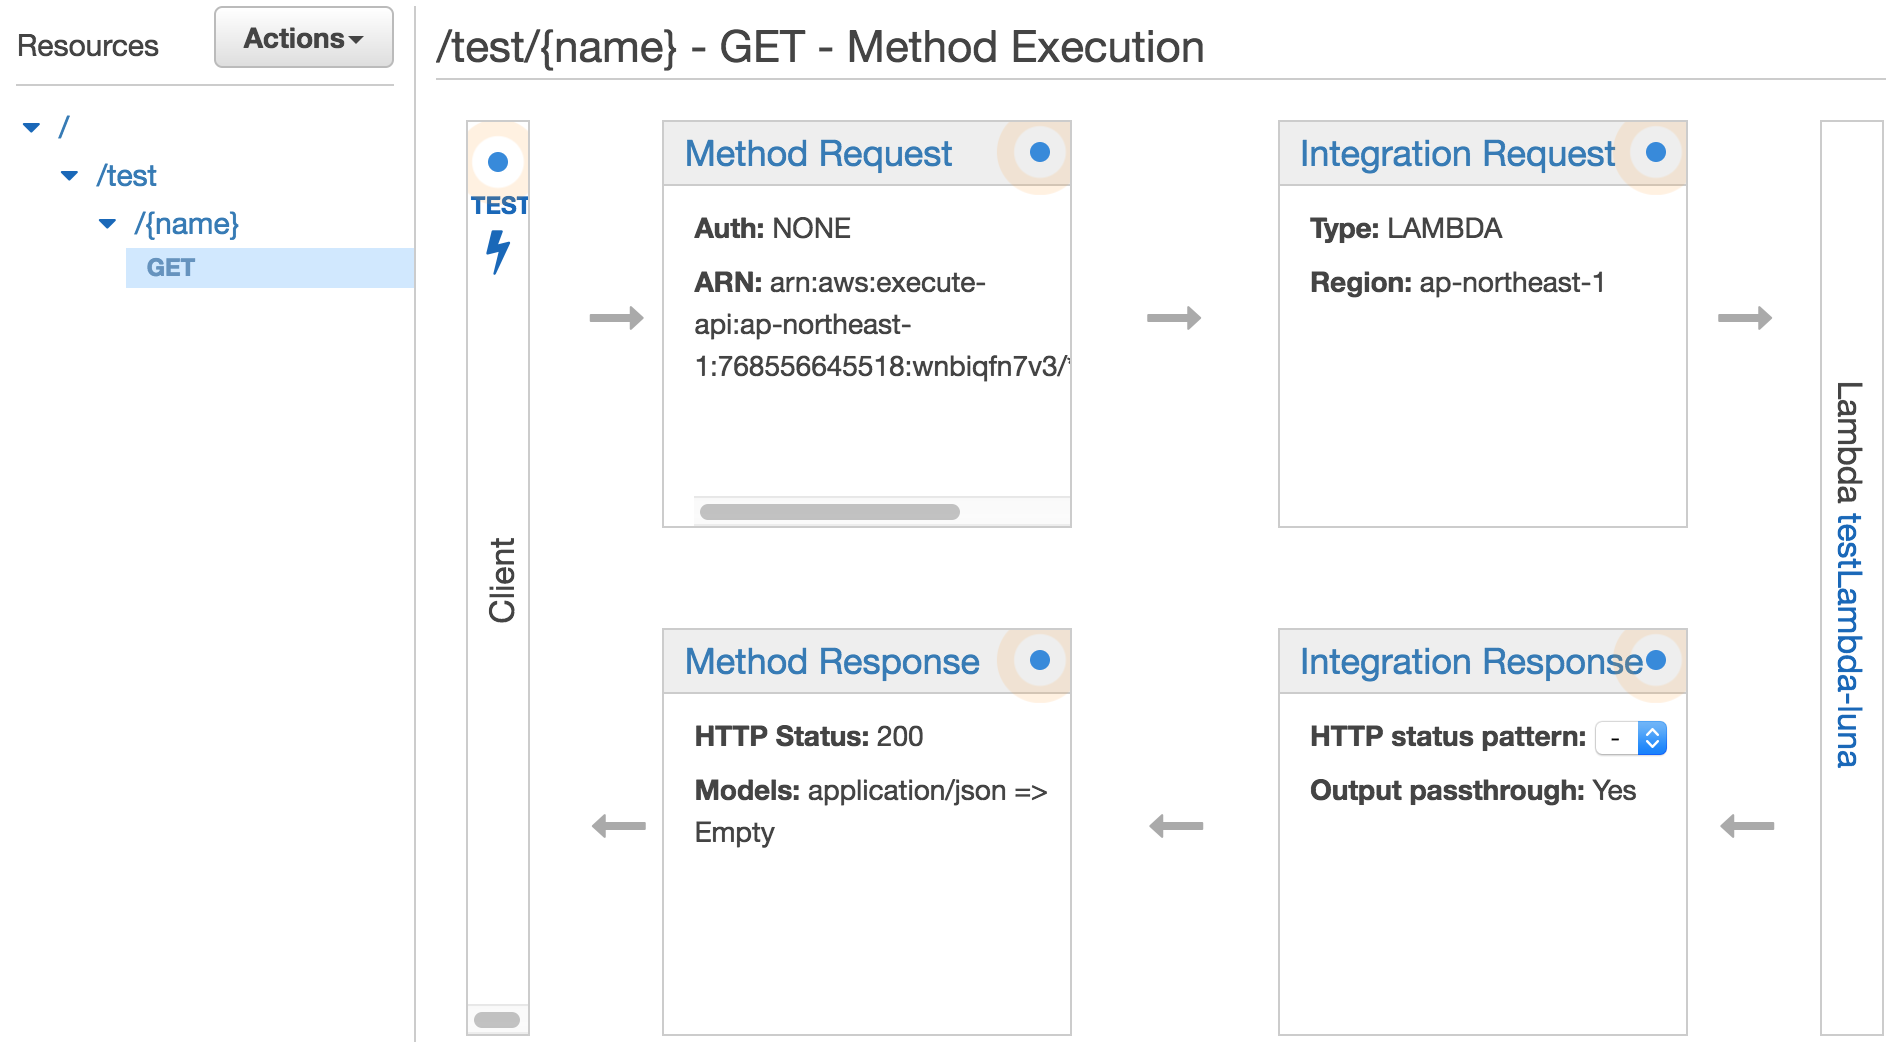 Resources
Actions
/
/test
/{name}
GET
/test/{name} - GET - Method Execution
TEST
Client
Method Request
Auth: NONE
ARN: arn:aws:execute-
api:ap-northeast-
1:768556645518:wnbiqfn7v3/*
Integration Request
Type: LAMBDA
Region: ap-northeast-1
Lambda testLambda-luna
Method Response
HTTP Status: 200
Models: application/json =>
Empty
Integration Response
HTTP status pattern: -
Output passthrough: Yes